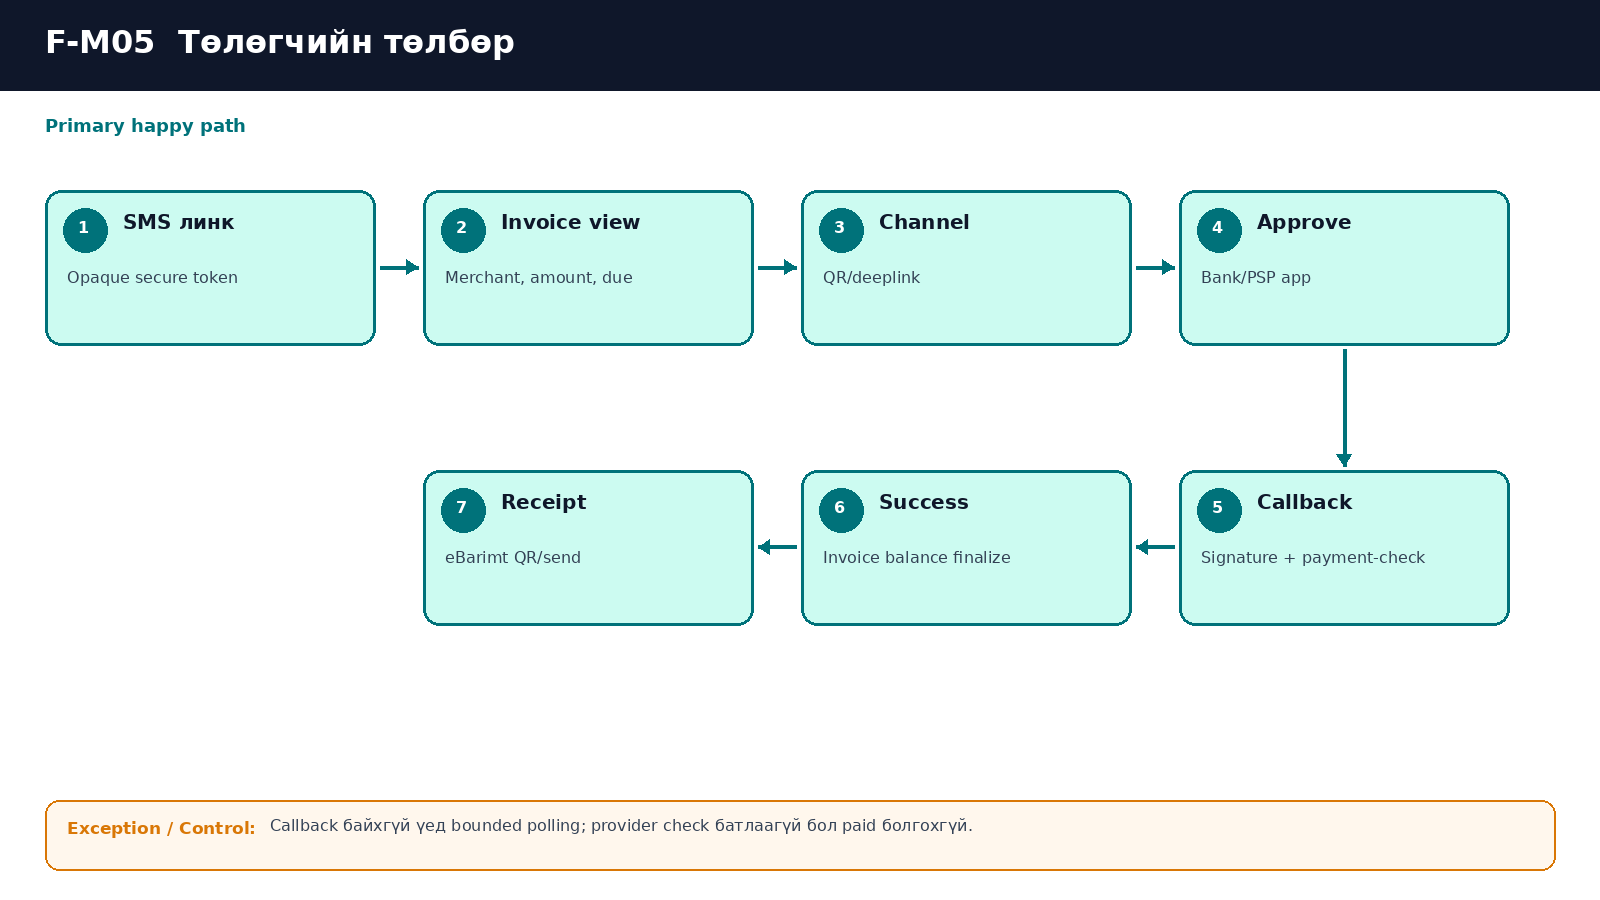 F-M05  Төлөгчийн төлбөр
Primary happy path
1 SMS линк
Opaque secure token
2 Invoice view
Merchant, amount, due
3 Channel
QR/deeplink
4 Approve
Bank/PSP app
5 Callback
Signature + payment-check
6 Success
Invoice balance finalize
7 Receipt
eBarimt QR/send
Exception / Control: Callback байхгүй үед bounded polling; provider check батлаагүй бол paid болгохгүй.